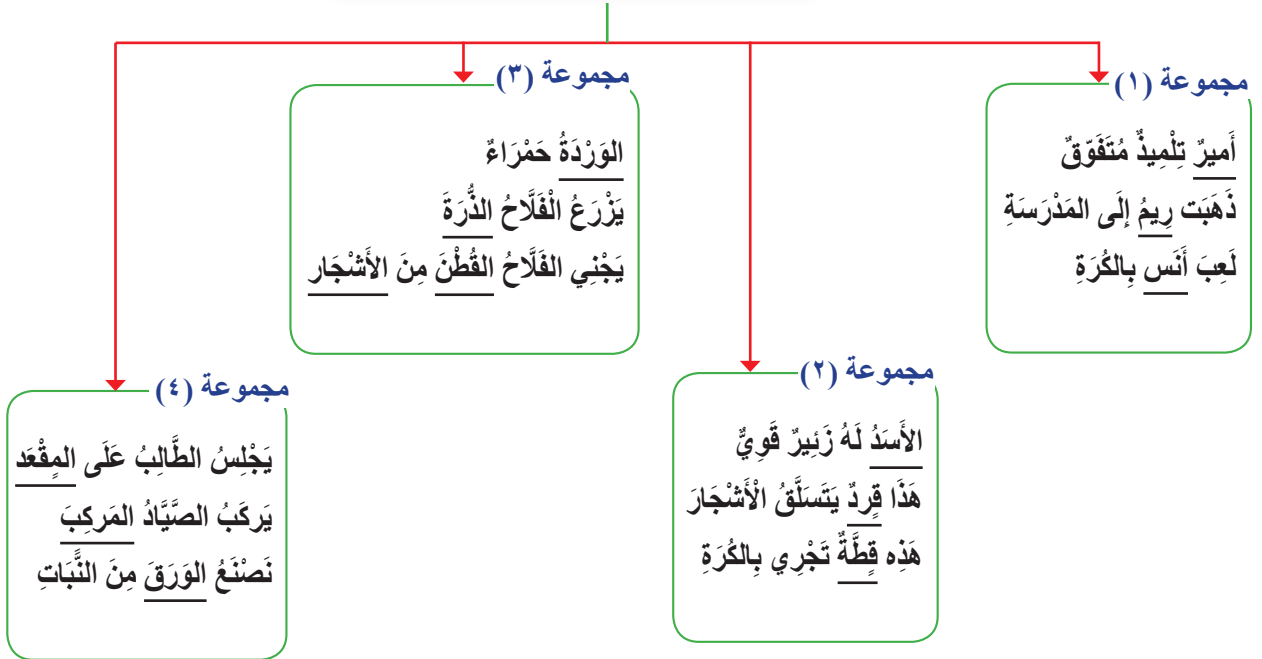 مجموعة (١)
أَميرٌ تِلْمِيذٌ مُتَفَوّقٌ
ذَهَبَت رِيمُ إِلَى المَدْرَسَةِ
لَعِبَ أَنَس بِالكُرَةِ
مجموعة (٢)
الأَسَدُ لَهُ زَئِيرٌ قَوِيٌّ
هَذَا قِردٌ يَتَسَلَّقُ الْأَشْجَارَ
هَذِه قِطَّةٌ تَجْرِي بِالكُرَةِ
مجموعة (٣)
الوَرْدَةُ حَمْرَاءُ
يَزْرَعُ الْفَلَّاحُ الذُّرَةَ
يَجْنِي الفَلَّاحُ القُطْنَ مِنَ الأَشْجَار
مجموعة (٤)
يَجْلِسُ الطَّالِبُ عَلَى المِقْعَد
يَركَبُ الصَّيَّادُ المَركِبَ
نَصْنَعُ الوَرَقَ مِنَ النَّبَاتِ